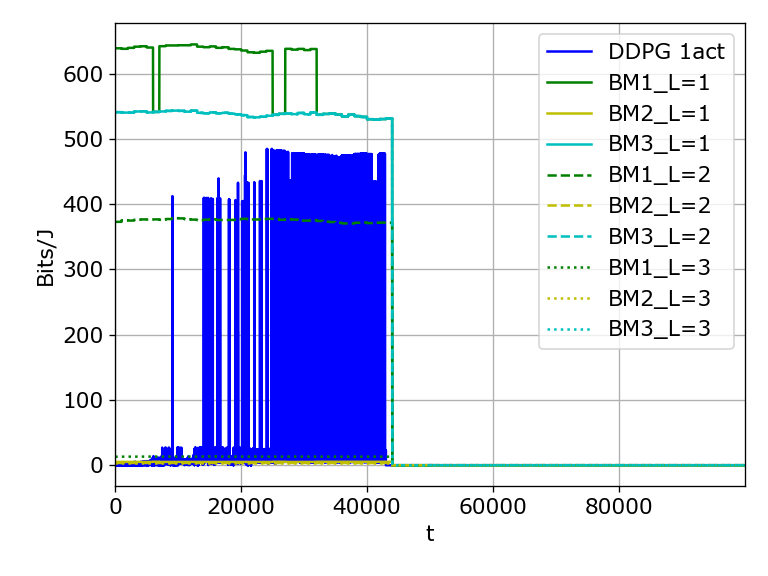 DDPG 1act
BM1_L=1
BM2_L=1
BM3_L=1
BM1_L=2
BM2_L=2
BM3_L=2
BM1_L=3
BM2_L=3
BM3_L=3
600
500
400
300
200
100
0
Bits/J
0 20000 40000 60000 80000
t